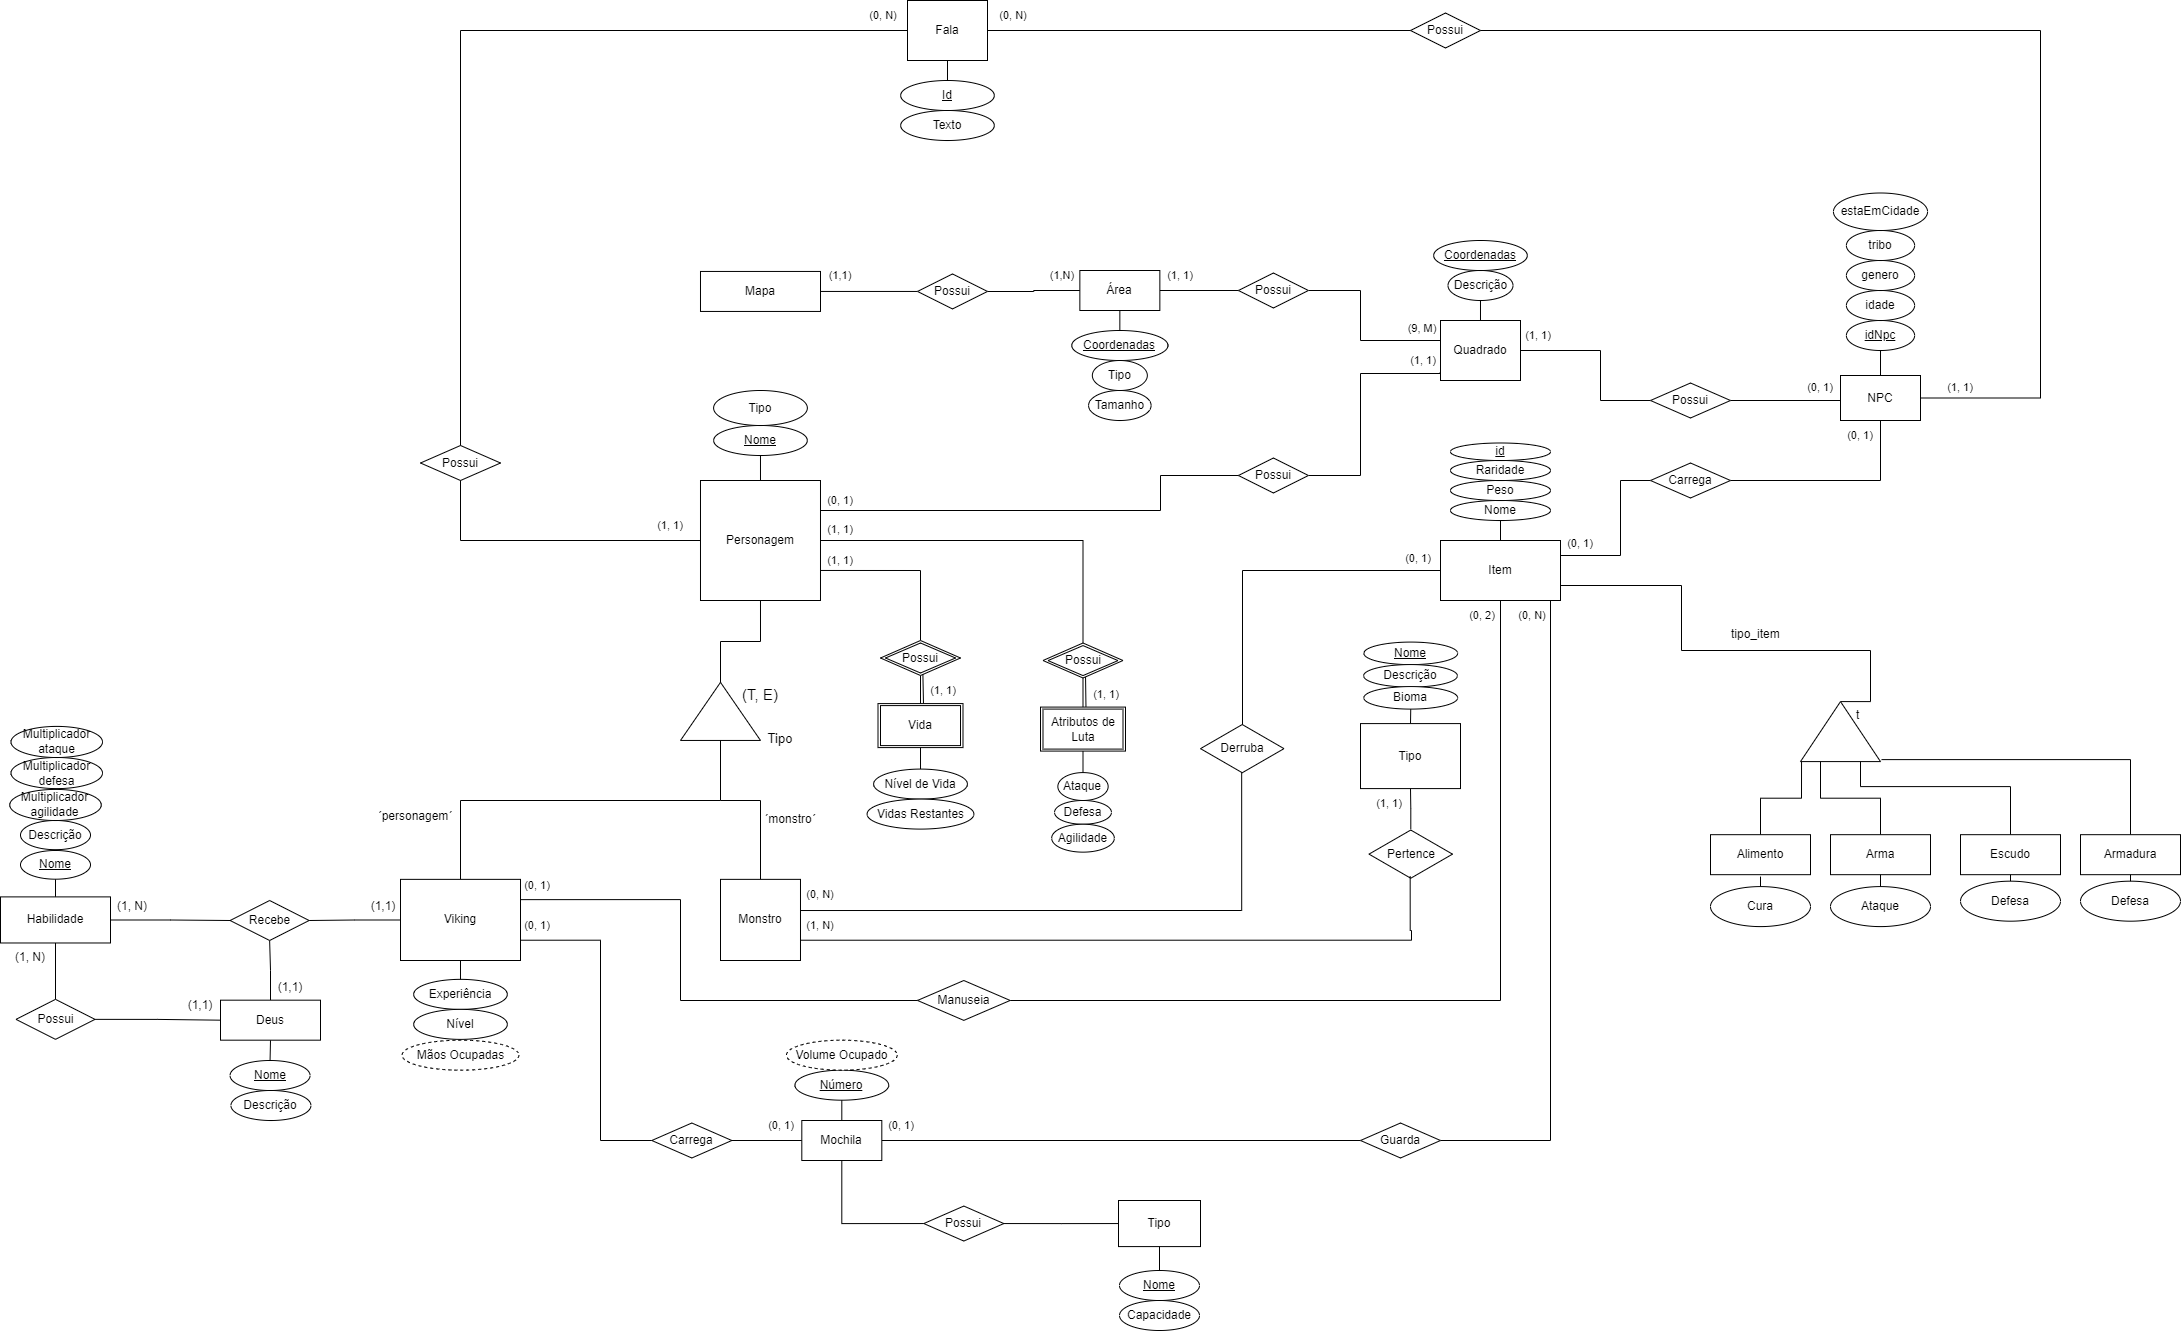 (0, N)
Fala
(0, N)
Possui
Id
Texto
estaEmCidade
tribo
genero
idade
idNpc
Coordenadas
Descrição
Mapa
(1,1)
Possui
(1,N)
Área
(1, 1)
Possui
(9, M)
(1, 1)
Quadrado
(1, 1)
Possui
(0, 1)
NPC
(1, 1)
(0, 1)
Coordenadas
Tipo
Tamanho
Tipo
Nome
Possui
Possui
id
Raridade
Peso
Nome
Carrega
(1, 1)
Personagem
(0, 1)
(1, 1)
(1, 1)
(0, 1)
Item
(0, 1)
(0, 2)
(0, N)
tipo_item
Possui
Possui
(1, 1)
(1, 1)
Vida
Atributos de
Luta
Nível de Vida
Vidas Restantes
Ataque
Defesa
Agilidade
(T, E)
Tipo
Nome
Descrição
Bioma
Tipo
(1, 1)
Derruba
Pertence
t
Alimento
Arma
Escudo
Armadura
Cura
Ataque
Defesa
Defesa
Multiplicador
ataque
Multiplicador
defesa
Multiplicador
agilidade
Descrição
Nome
´personagem´
´monstro´
Habilidade
(1, N)
Recebe
(1,1)
Viking
(0, 1)
(0, 1)
Monstro
(0, N)
(1, N)
(1, N)
Possui
(1,1)
(1,1)
Deus
Nome
Descrição
Experiência
Nível
Mãos Ocupadas
Manuseia
Volume Ocupado
Número
Carrega
(0, 1)
Mochila
(0, 1)
Guarda
Possui
Tipo
Nome
Capacidade